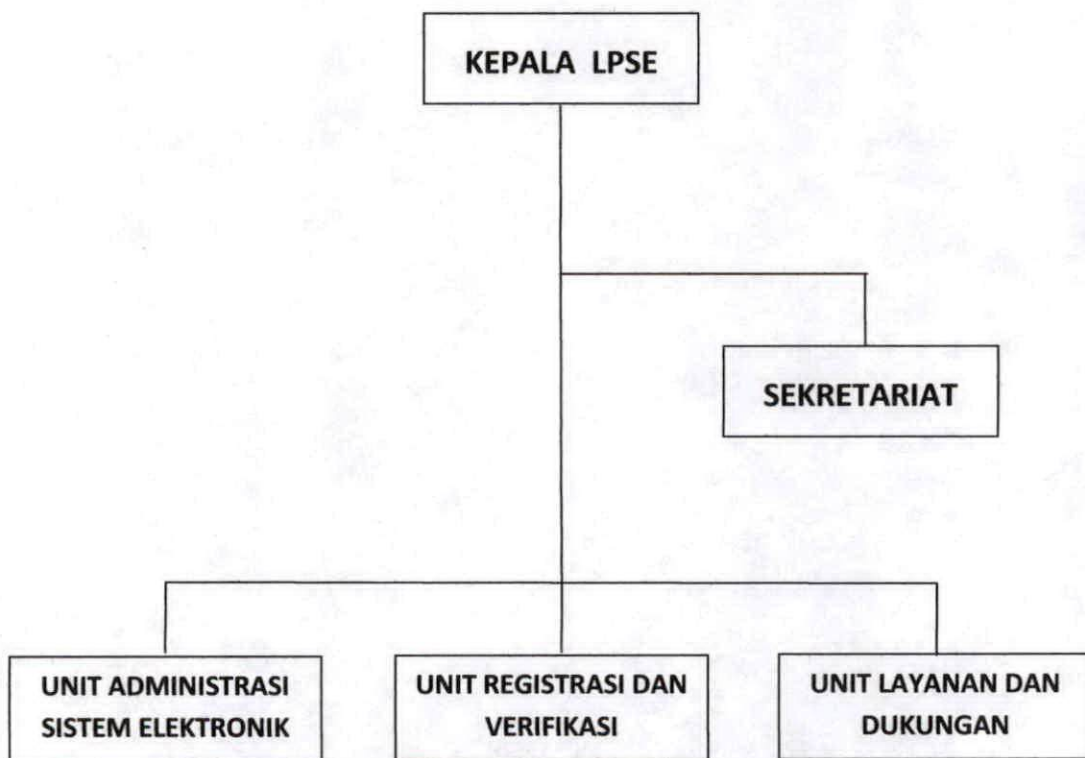 KEPALA LPSE
SEKRETARIAT
UNIT ADMINISTRASI
SISTEM ELEKTRONIK
UNIT REGISTRASI DAN
VERIFIKASI
UNIT LAYANAN DAN
DUKUNGAN